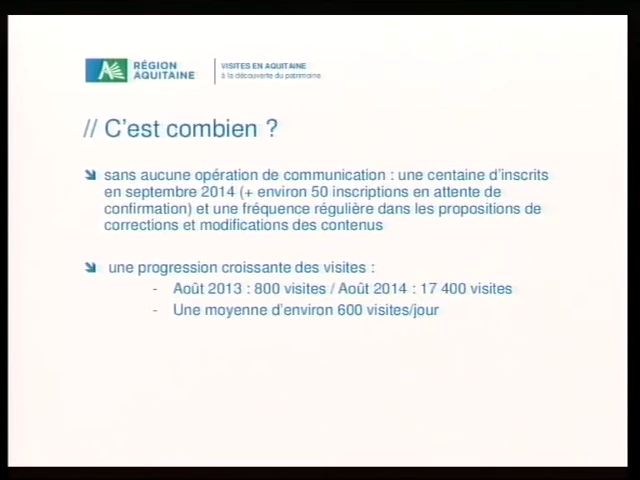 RÉGION
AQUITAINE
VISITES EN AQUITAINE
à la découverte du patrimoine
// C'est combien ?
sans aucune opération de communication : une centaine d'inscrits
en septembre 2014 (+ environ 50 inscriptions en attente de
confirmation) et une fréquence régulière dans les propositions de
corrections et modifications des contenus
une progression croissante des visites :
- Août 2013 : 800 visites / Août 2014 : 17 400 visites
- Une moyenne d'environ 600 visites/jour